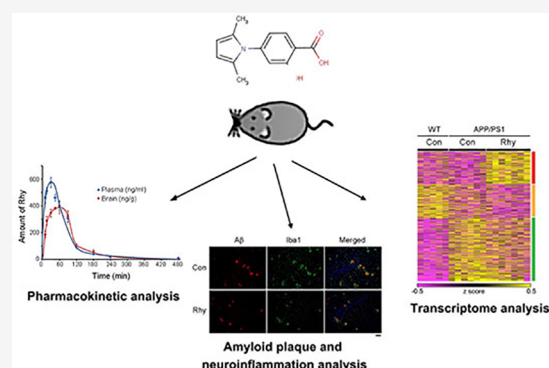 CH₃
N
O
OH
CH₃
IH
WT APP/PS1
Con Con Rhy
600
400
200
0
Amount of Rhy
Plasma (ng/ml)
Brain (ng/g)
0 60 120 180 240 300 360 420 480
Time (min)
Pharmacokinetic analysis
Aβ Iba1 Merged
Con
Rhy
-0.5 z score 0.5
Transcriptome analysis
Amyloid plaque and
neuroinflammation analysis